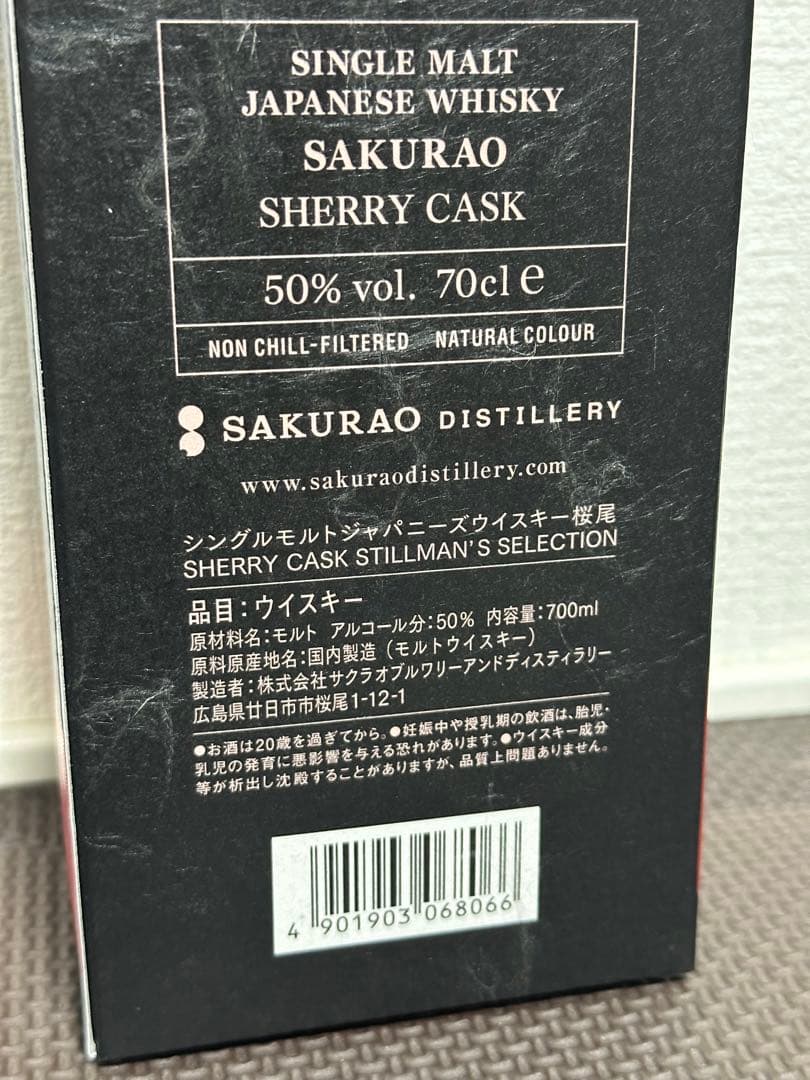 SINGLE MALT
JAPANESE WHISKY
SAKURAO
SHERRY CASK
50% vol. 70cl e
NON CHILL-FILTERED NATURAL COLOUR
SAKURAO DISTILLERY
www.sakuraodistillery.com
シングルモルトジャパニーズウイスキー桜尾
SHERRY CASK STILLMAN'S SELECTION
品目：ウイスキー
原材料名：モルト アルコール分：50% 内容量：700ml
原料原産地名：国内製造（モルトウイスキー）
製造者：株式会社サクラオブルワリーアンドディスティラリー
広島県廿日市市桜尾1-12-1
●お酒は20歳を過ぎてから。●妊娠中や授乳期の飲酒は、胎児・
乳児の発育に悪影響を与える恐れがあります。●ウイスキー成分
等が析出し沈殿することがありますが、品質上問題ありません。
4 901903 068066